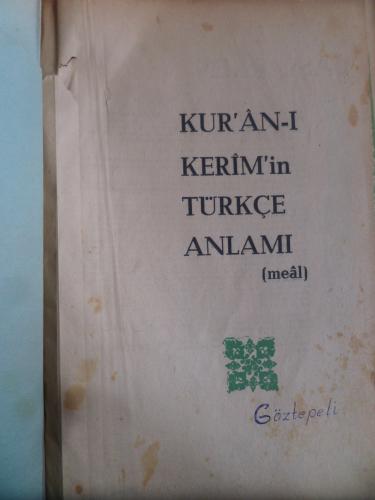 KUR'ÂN-I
KERÎM'in
TÜRKÇE
ANLAMI
(meâl)
Göztepeli